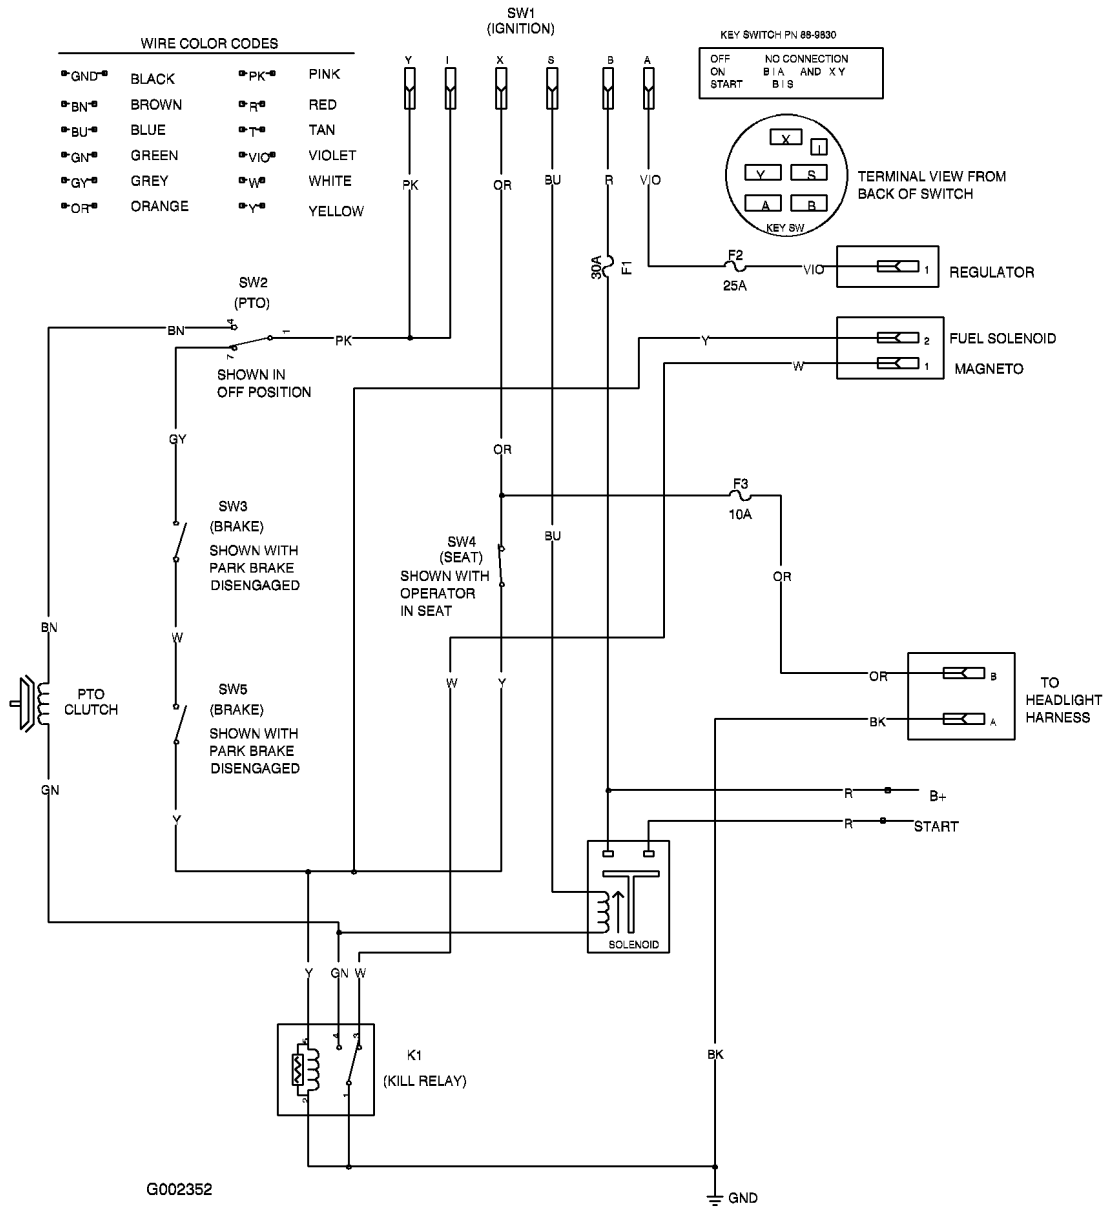 SW1
(IGNITION)
KEY SWITCH PN 88-9830
WIRE COLOR CODES
GND BLACK PK PINK
BN BROWN R RED
BU BLUE T TAN
GN GREEN VIO VIOLET
GY GREY W WHITE
OR ORANGE Y YELLOW
Y I X S B A
OFF NO CONNECTION
ON B I A AND X Y
START B I S
X
I
Y S
A B
KEY SW
TERMINAL VIEW FROM
BACK OF SWITCH
PK OR BU R VIO
30A
F1
F2
25A
VIO
1
REGULATOR
SW2
(PTO)
BN
4
1
7
PK
SHOWN IN
OFF POSITION
Y
2
FUEL SOLENOID
W
1
MAGNETO
GY
OR
F3
10A
SW3
(BRAKE)
SHOWN WITH
PARK BRAKE
DISENGAGED
SW4
(SEAT)
SHOWN WITH
OPERATOR
IN SEAT
BU
OR
BN
W
W
Y
OR
B
TO
HEADLIGHT
HARNESS
BK
A
PTO
CLUTCH
SW5
(BRAKE)
SHOWN WITH
PARK BRAKE
DISENGAGED
GN
Y
R
B+
R
START
SOLENOID
Y GN W
5
4
3
2
1
K1
(KILL RELAY)
BK
G002352
GND